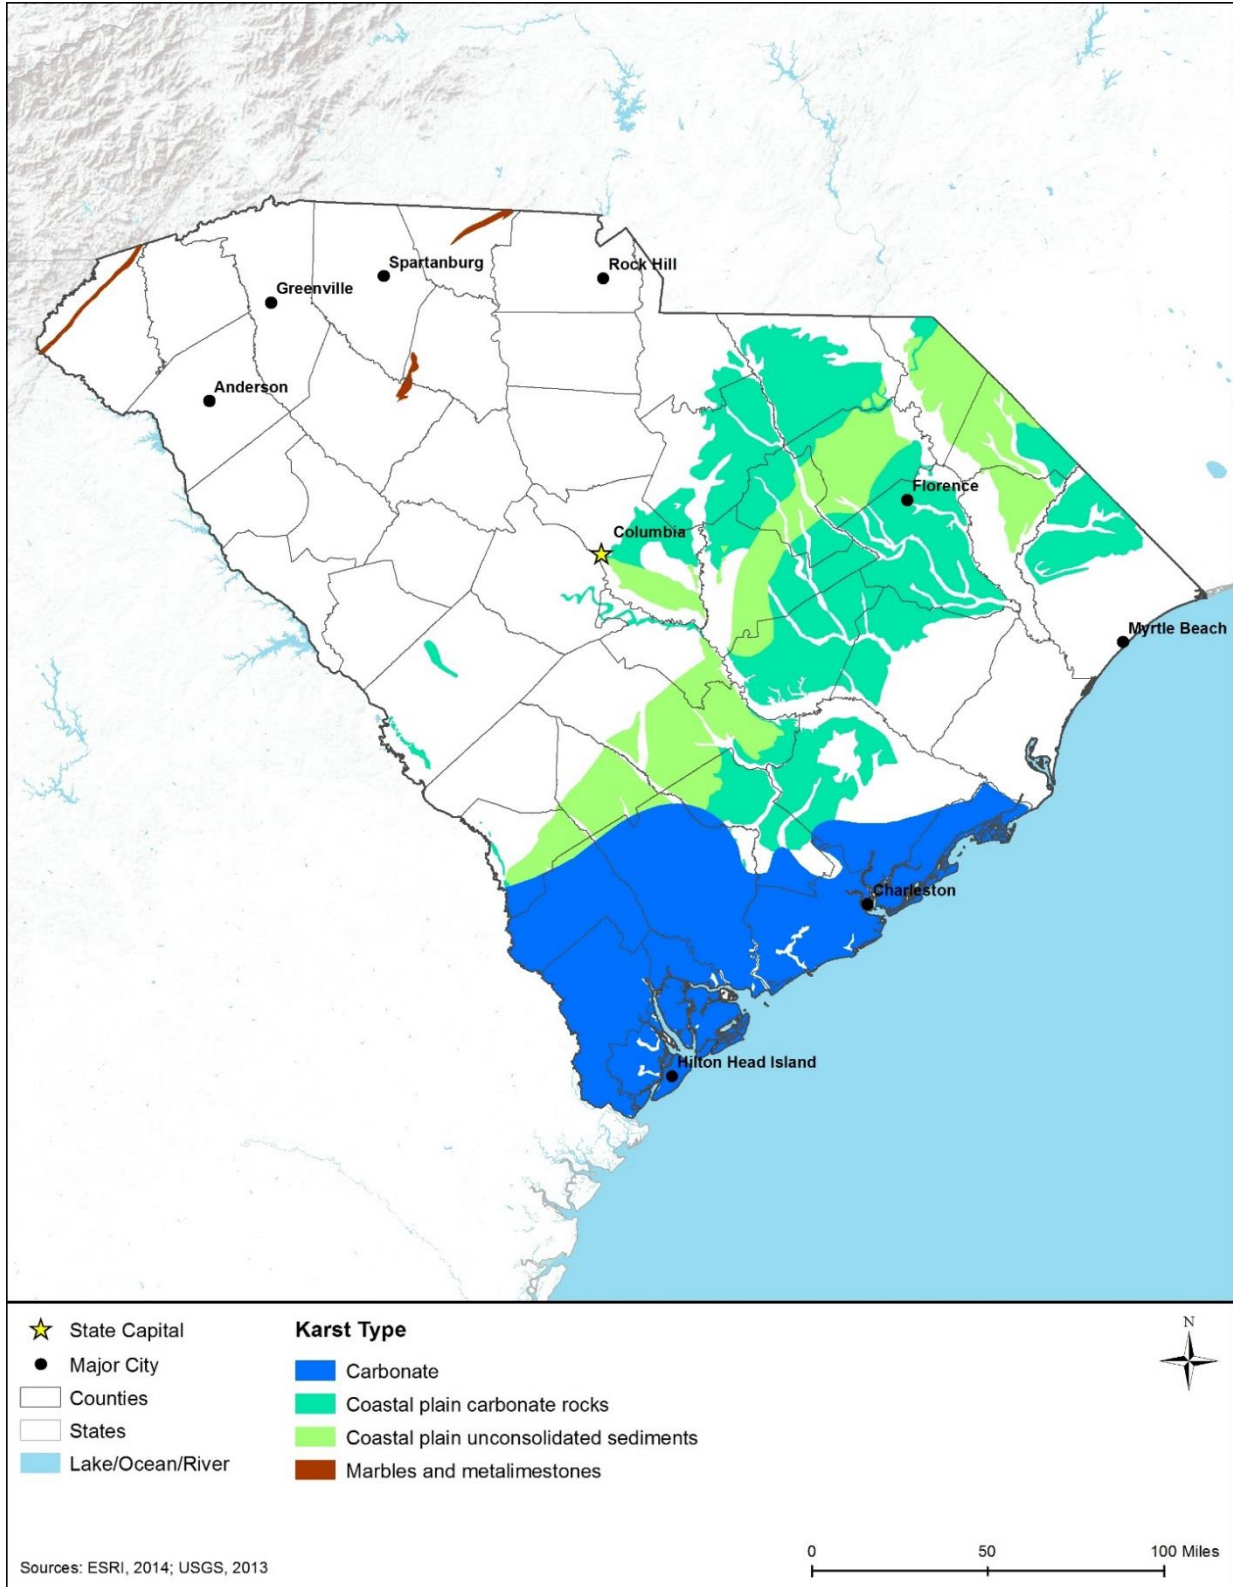 Spartanburg
Rock Hill
Greenville
Anderson
Florence
Columbia
Myrtle Beach
Charleston
Hilton Head Island
State Capital
Major City
Counties
States
Lake/Ocean/River
Karst Type
Carbonate
Coastal plain carbonate rocks
Coastal plain unconsolidated sediments
Marbles and metalimestones
N
0 50 100 Miles
Sources: ESRI, 2014; USGS, 2013